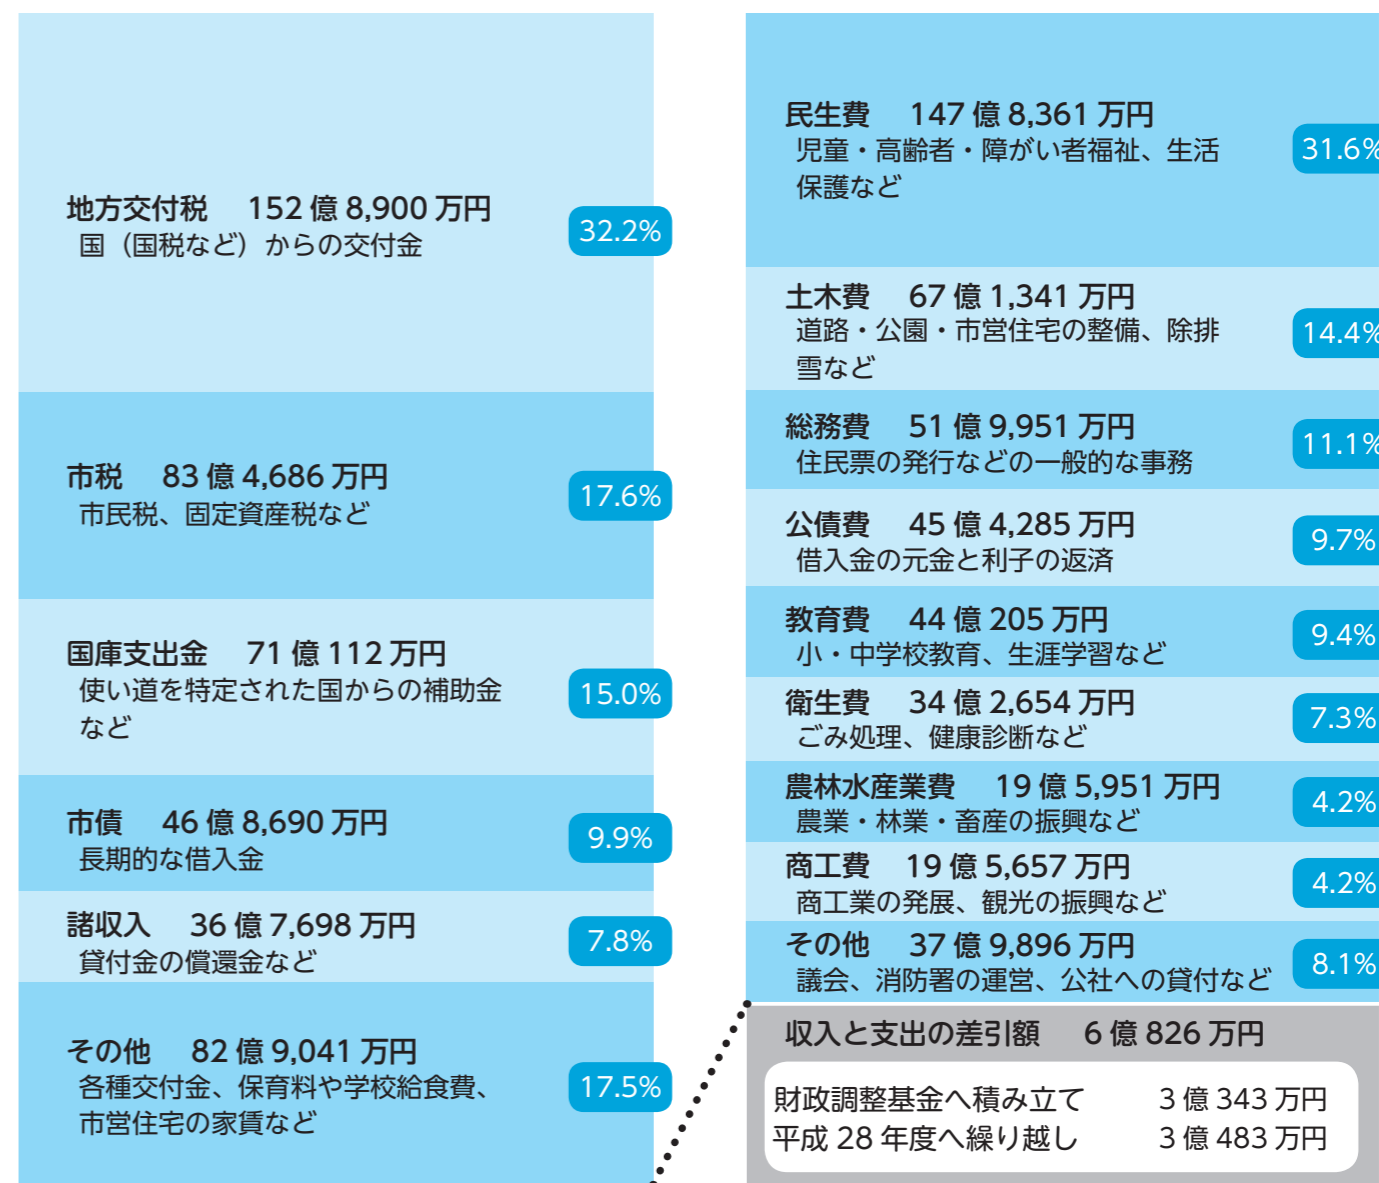 地方交付税 152億8,900万円
国（国税など）からの交付金
32.2%
市税 83億4,686万円
市民税、固定資産税など
17.6%
国庫支出金 71億112万円
使い道を特定された国からの補助金
など
15.0%
市債 46億8,690万円
長期的な借入金
9.9%
諸収入 36億7,698万円
貸付金の償還金など
7.8%
その他 82億9,041万円
各種交付金、保育料や学校給食費、
市営住宅の家賃など
17.5%
民生費 147億8,361万円
児童・高齢者・障がい者福祉、生活
保護など
31.6%
土木費 67億1,341万円
道路・公園・市営住宅の整備、除排
雪など
14.4%
総務費 51億9,951万円
住民票の発行などの一般的な事務
11.1%
公債費 45億4,285万円
借入金の元金と利子の返済
9.7%
教育費 44億205万円
小・中学校教育、生涯学習など
9.4%
衛生費 34億2,654万円
ごみ処理、健康診断など
7.3%
農林水産業費 19億5,951万円
農業・林業・畜産の振興など
4.2%
商工費 19億5,657万円
商工業の発展、観光の振興など
4.2%
その他 37億9,896万円
議会、消防署の運営、公社への貸付など
8.1%
収入と支出の差引額 6億826万円
財政調整基金へ積み立て 3億343万円
平成28年度へ繰り越し 3億483万円